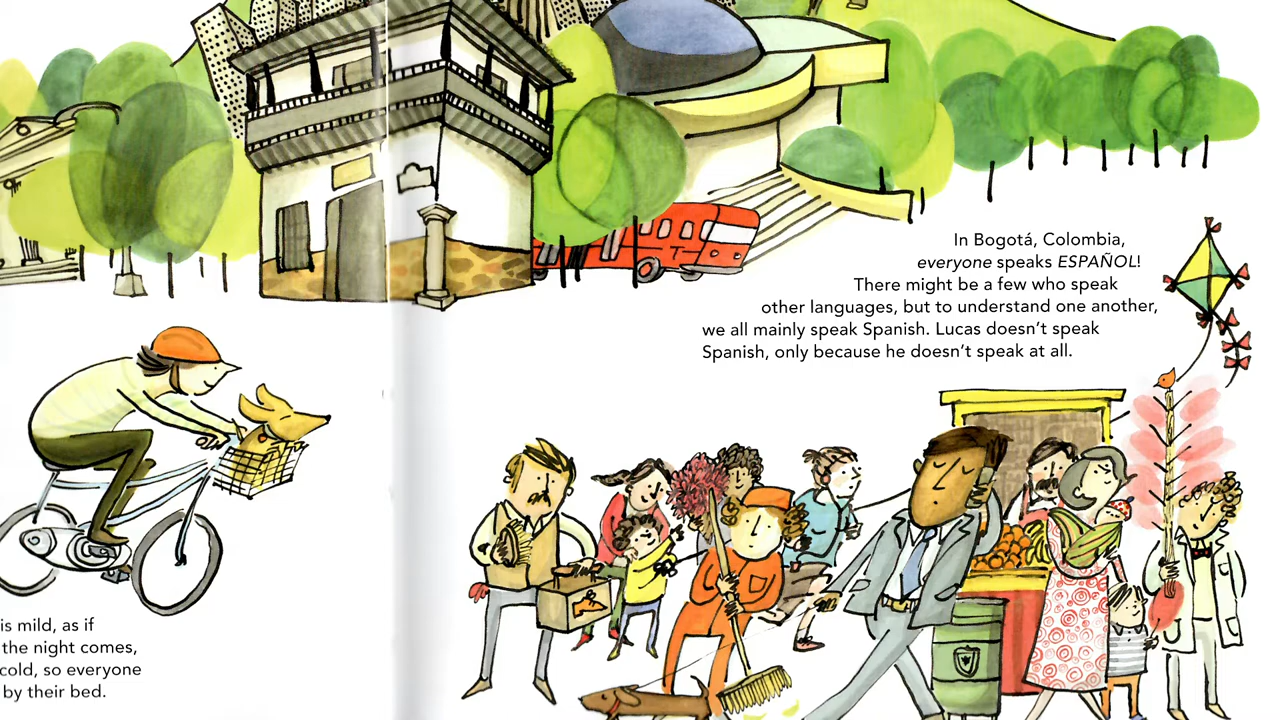 In Bogotá, Colombia,
everyone speaks ESPAÑOL!
There might be a few who speak
other languages, but to understand one another,
we all mainly speak Spanish. Lucas doesn't speak
Spanish, only because he doesn't speak at all.
is mild, as if
the night comes,
cold, so everyone
by their bed.